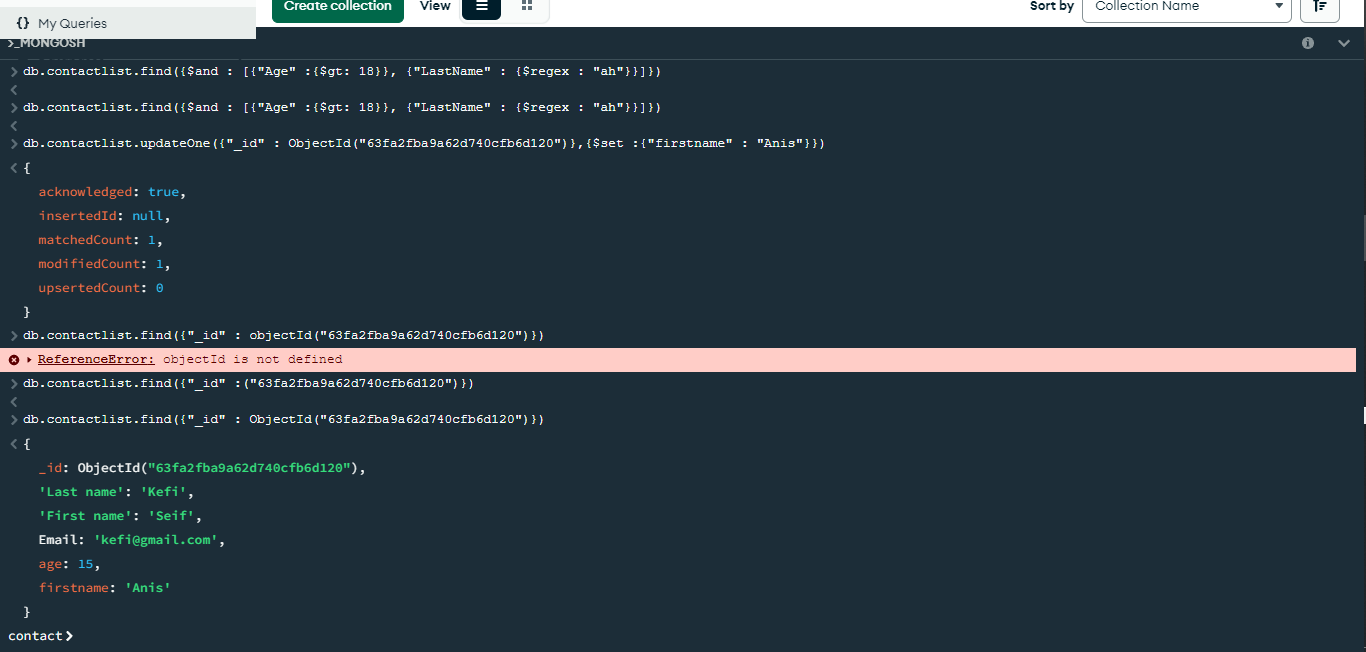 Create collection View Sort by Collection Name
{} My Queries
>_MONGOSH
> db.contactlist.find({$and : [{"Age" :{$gt: 18}}, {"LastName" : {$regex : "ah"}}]})
<
> db.contactlist.find({$and : [{"Age" :{$gt: 18}}, {"LastName" : {$regex : "ah"}}]})
<
> db.contactlist.updateOne({"_id" : ObjectId("63fa2fba9a62d740cfb6d120")},{$set :{"firstname" : "Anis"}})
< {
acknowledged: true,
insertedId: null,
matchedCount: 1,
modifiedCount: 1,
upsertedCount: 0
}
> db.contactlist.find({"_id" : objectId("63fa2fba9a62d740cfb6d120")})
ReferenceError: objectId is not defined
> db.contactlist.find({"_id" :("63fa2fba9a62d740cfb6d120")})
<
> db.contactlist.find({"_id" : ObjectId("63fa2fba9a62d740cfb6d120")})
< {
_id: ObjectId("63fa2fba9a62d740cfb6d120"),
'Last name': 'Kefi',
'First name': 'Seif',
Email: 'kefi@gmail.com',
age: 15,
firstname: 'Anis'
}
contact>